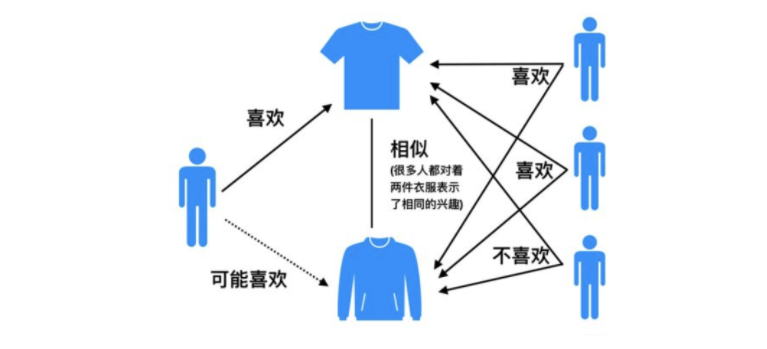 喜欢
喜欢
相似
(很多人都对着
两件衣服表示
了相同的兴趣)
喜欢
不喜欢
可能喜欢